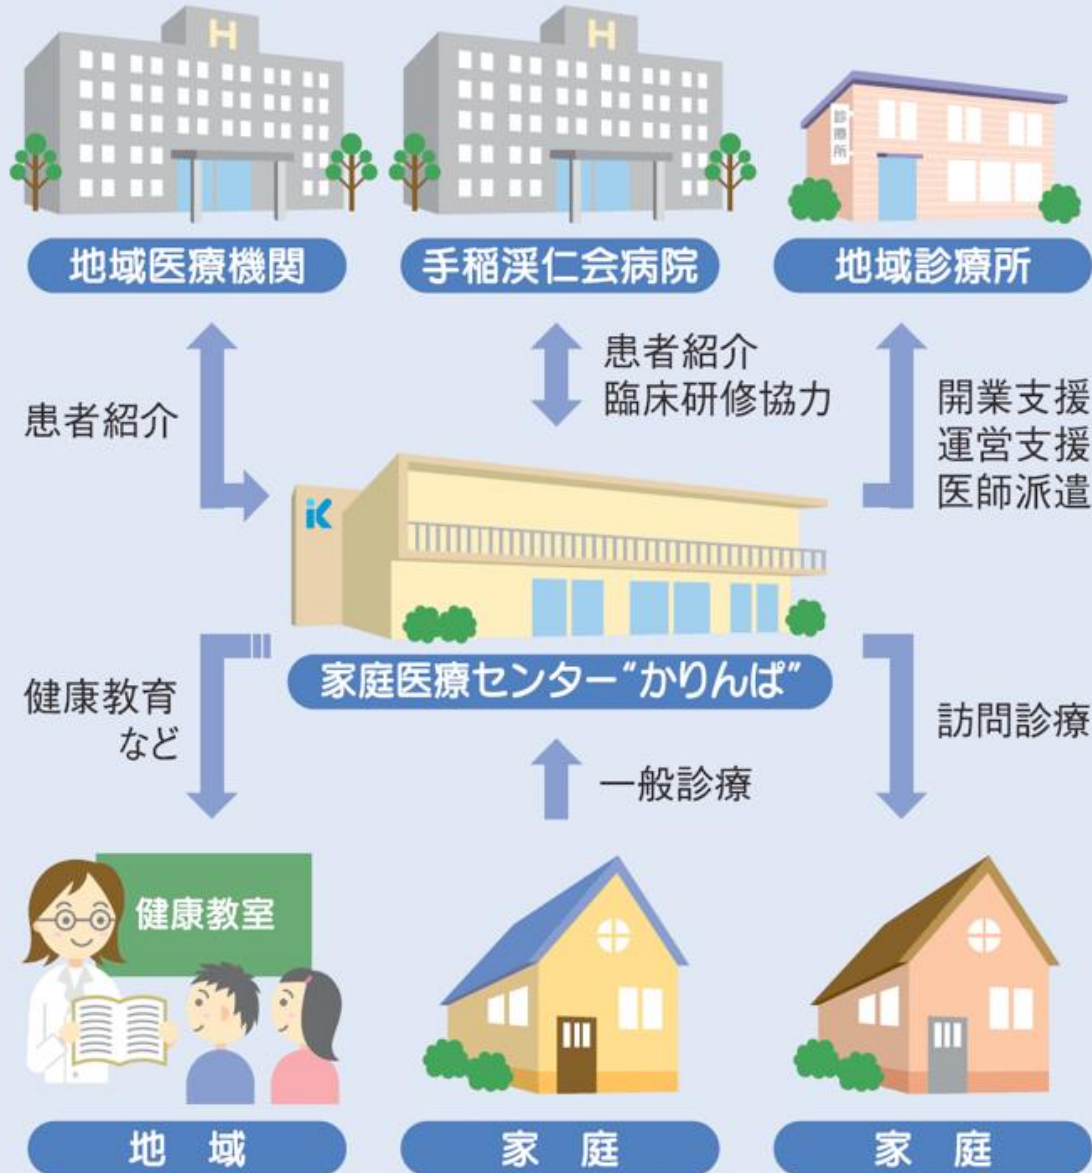 H
H
診療所
地域医療機関
手稲渓仁会病院
地域診療所
患者紹介
患者紹介
臨床研修協力
開業支援
運営支援
医師派遣
家庭医療センター“かりんぱ”
健康教育
など
一般診療
訪問診療
健康教室
地 域
家 庭
家 庭